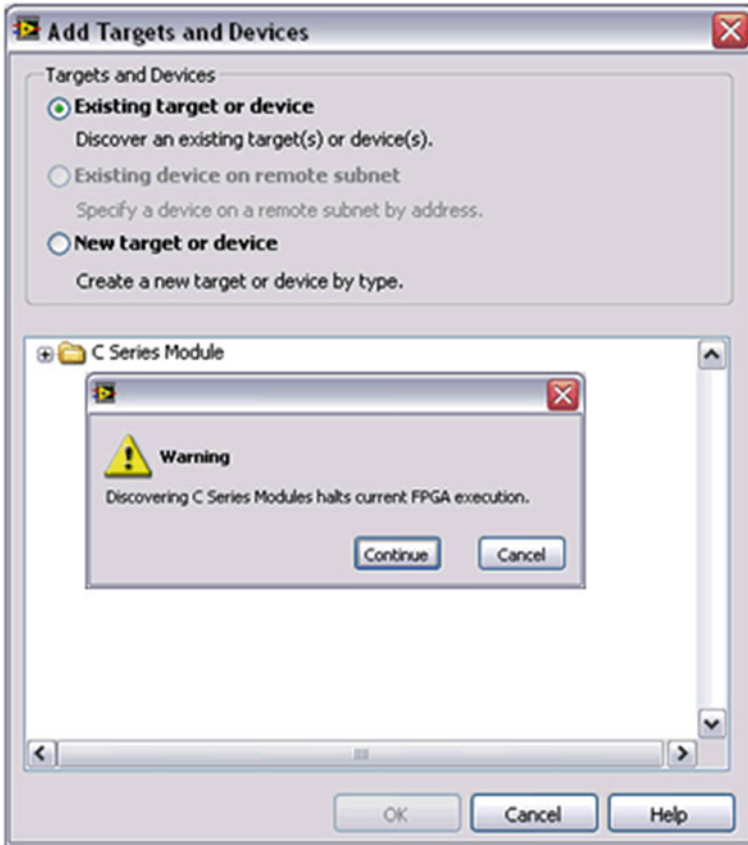 Add Targets and Devices
Targets and Devices
Existing target or device
Discover an existing target(s) or device(s).
Existing device on remote subnet
Specify a device on a remote subnet by address.
New target or device
Create a new target or device by type.
C Series Module
Warning
Discovering C Series Modules halts current FPGA execution.
Continue Cancel
OK Cancel Help